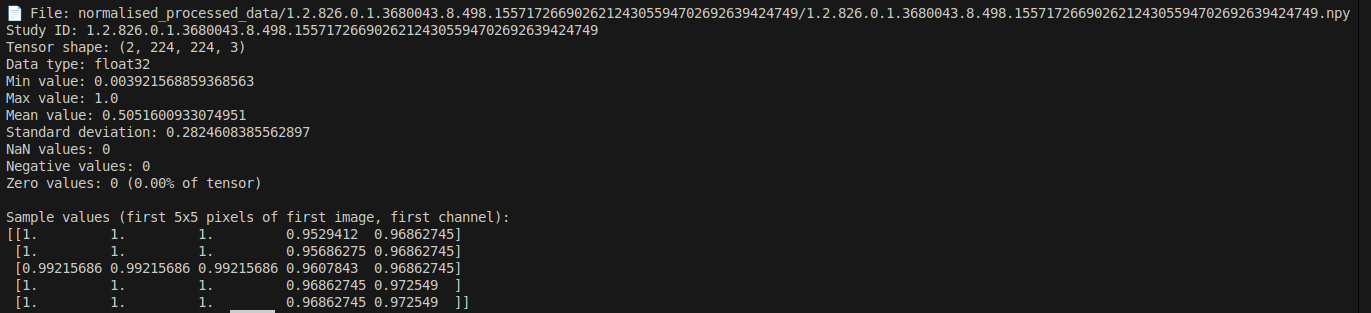 📄 File: normalised_processed_data/1.2.826.0.1.3680043.8.498.15571726690262124305594702692639424749/1.2.826.0.1.3680043.8.498.15571726690262124305594702692639424749.npy
Study ID: 1.2.826.0.1.3680043.8.498.15571726690262124305594702692639424749
Tensor shape: (2, 224, 224, 3)
Data type: float32
Min value: 0.003921568859368563
Max value: 1.0
Mean value: 0.5051600933074951
Standard deviation: 0.2824608385562897
NaN values: 0
Negative values: 0
Zero values: 0 (0.00% of tensor)
Sample values (first 5x5 pixels of first image, first channel):
[[1.         1.         1.         0.9529412  0.96862745]
 [1.         1.         1.         0.95686275 0.96862745]
 [0.99215686 0.99215686 0.99215686 0.9607843  0.96862745]
 [1.         1.         1.         0.96862745 0.972549  ]
 [1.         1.         1.         0.96862745 0.972549  ]]